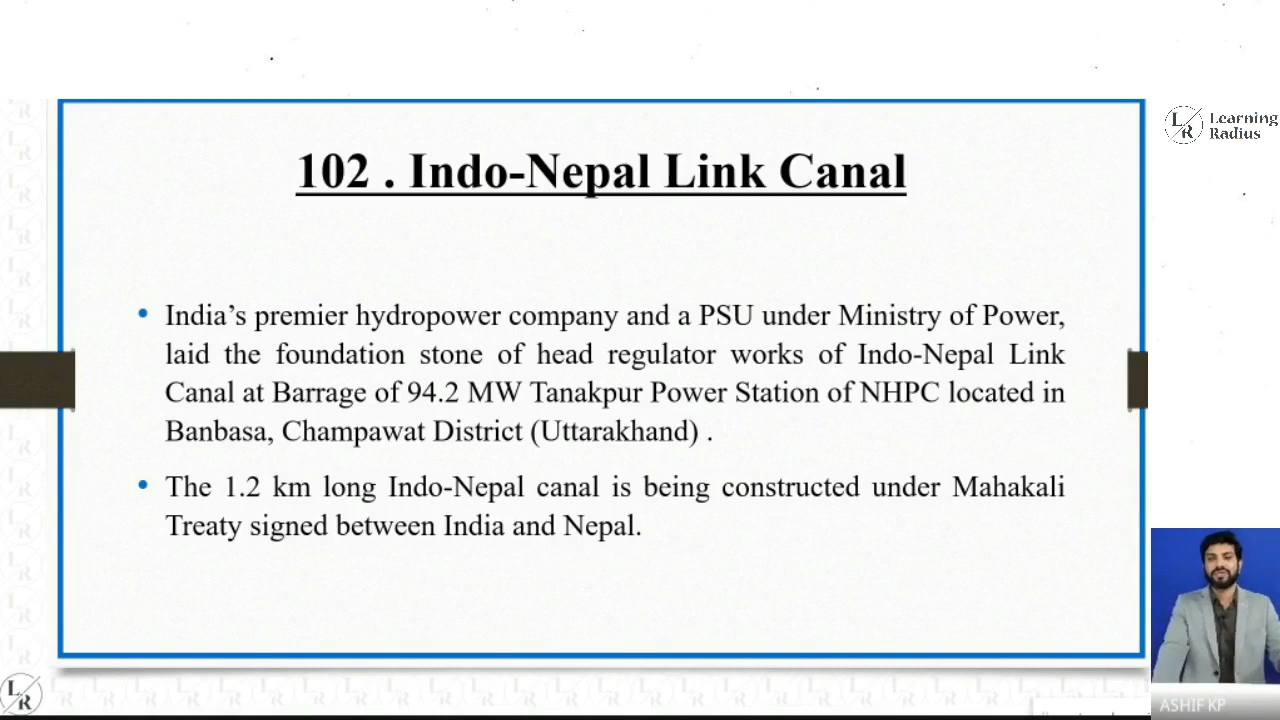 102 . Indo-Nepal Link Canal
LR
Learning
Radius
• India’s premier hydropower company and a PSU under Ministry of Power,
laid the foundation stone of head regulator works of Indo-Nepal Link
Canal at Barrage of 94.2 MW Tanakpur Power Station of NHPC located in
Banbasa, Champawat District (Uttarakhand) .
• The 1.2 km long Indo-Nepal canal is being constructed under Mahakali
Treaty signed between India and Nepal.
LR
ASHIF KP